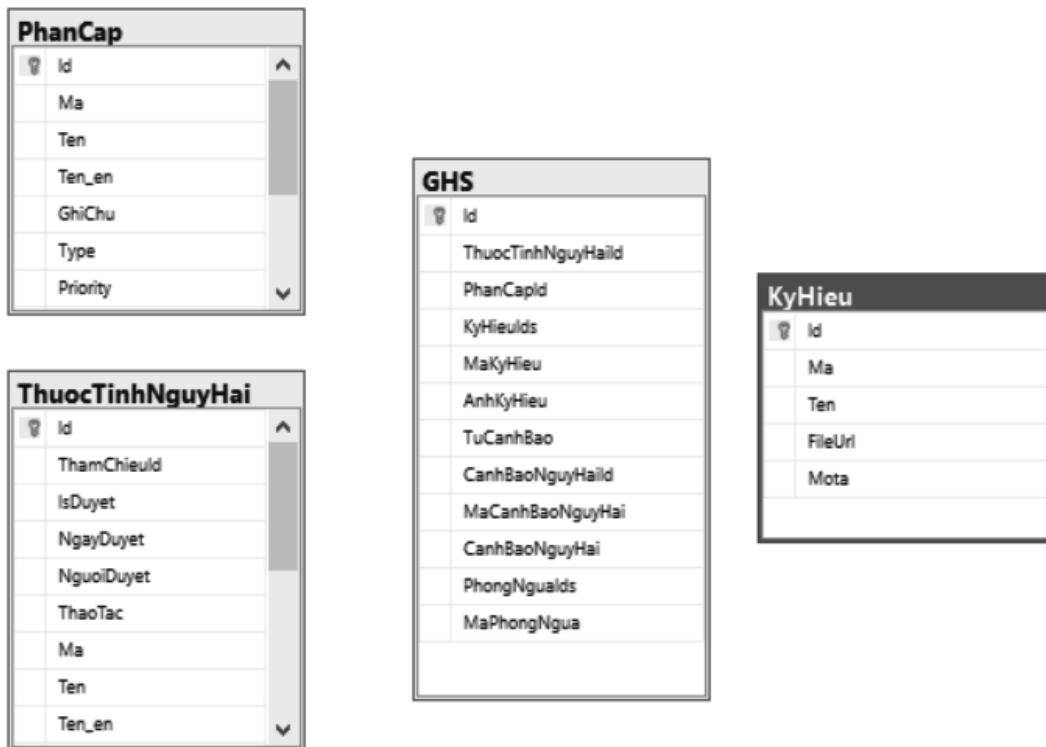 PhanCap
Id
Ma
Ten
Ten_en
GhiChu
Type
Priority
ThuocTinhNguyHai
Id
ThamChieuId
IsDuyet
NgayDuyet
NguoiDuyet
ThaoTac
Ma
Ten
Ten_en
GHS
Id
ThuocTinhNguyHaiId
PhanCapId
KyHieuIds
MaKyHieu
AnhKyHieu
TuCanhBao
CanhBaoNguyHaiId
MaCanhBaoNguyHai
CanhBaoNguyHai
PhongNguaIds
MaPhongNgua
KyHieu
Id
Ma
Ten
FileUrl
Mota